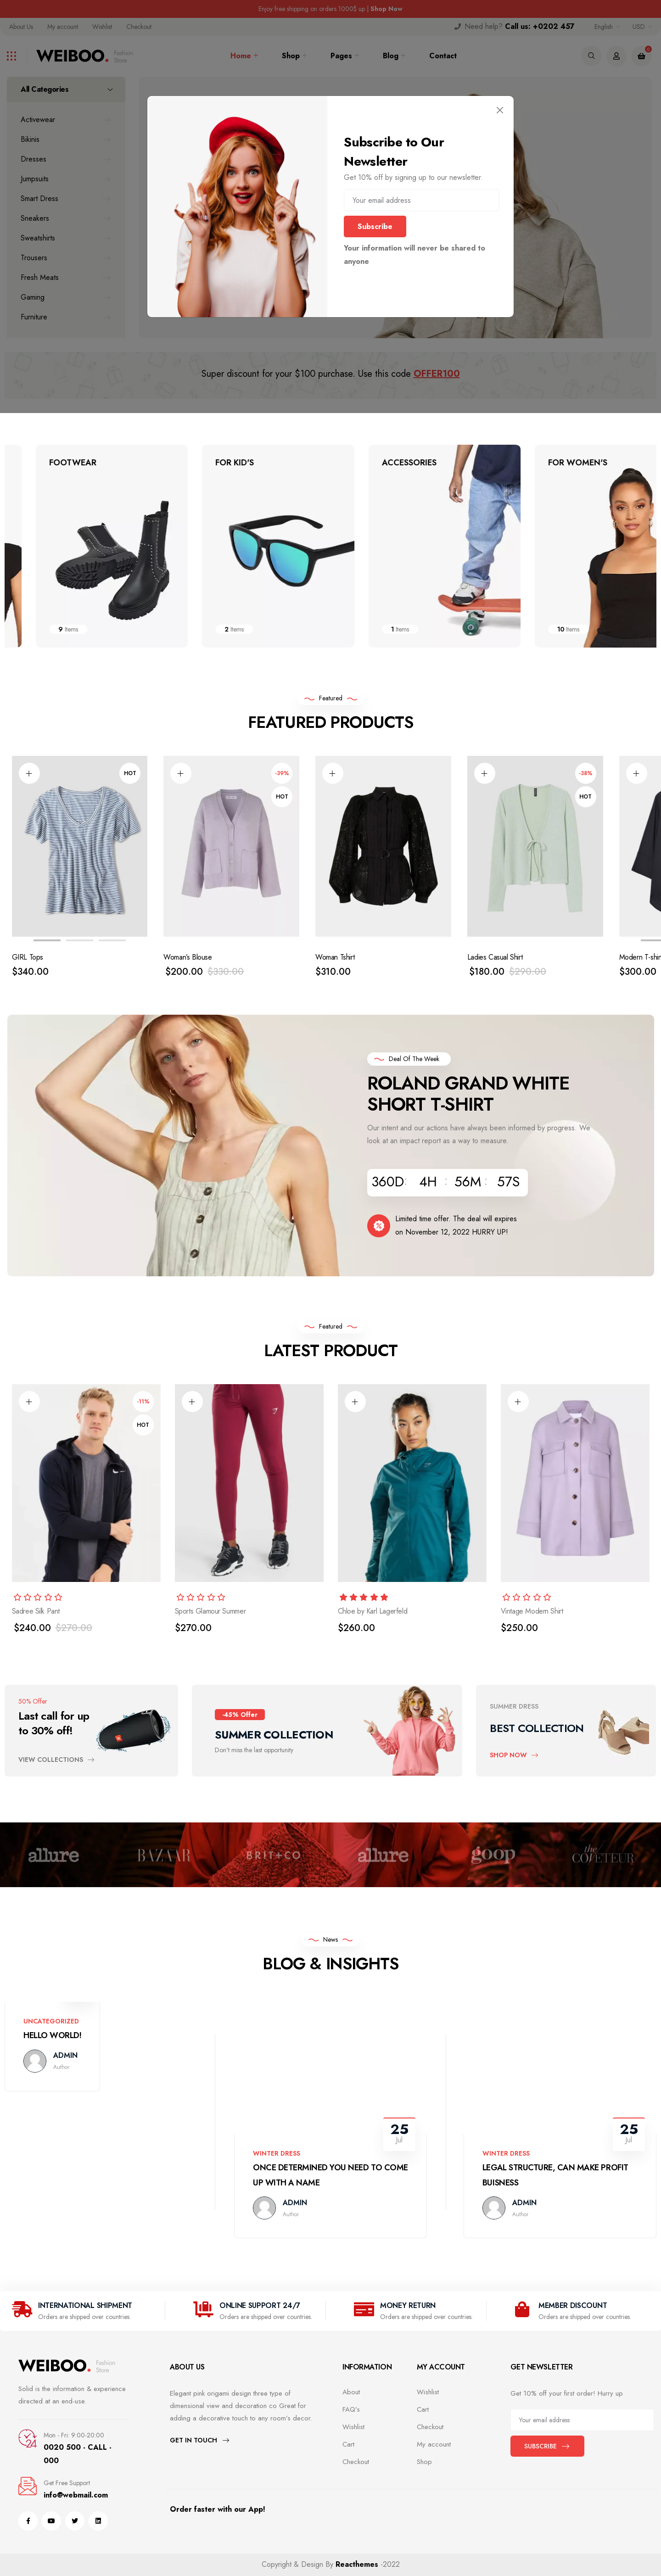 Enjoy free shipping on orders 1000$ up | Shop Now
About Us My account Wishlist Checkout
Need help? Call us: +0202 457 English USD
WEIBOO. Fashion Store
Home + Shop + Pages + Blog + Contact
0
All Categories
Activewear
Bikinis
Dresses
Jumpsuits
Smart Dress
Sneakers
Sweatshirts
Trousers
Fresh Meats
Gaming
Furniture
Subscribe to Our
Newsletter
Get 10% off by signing up to our newsletter.
Your email address
Subscribe
Your information will never be shared to
anyone
Super discount for your $100 purchase. Use this code OFFER100
FOOTWEAR
9 Items
FOR KID'S
2 Items
ACCESSORIES
1 Items
FOR WOMEN'S
10 Items
Featured
FEATURED PRODUCTS
HOT
GIRL Tops
$340.00
-39%
HOT
Woman's Blouse
$200.00 $330.00
Woman Tshirt
$310.00
-38%
HOT
Ladies Casual Shirt
$180.00 $290.00
Modern T-shir
$300.00
Deal Of The Week
ROLAND GRAND WHITE
SHORT T-SHIRT
Our intent and our actions have always been informed by progress. We
look at an impact report as a way to measure.
360D : 4H : 56M : 57S
Limited time offer. The deal will expires
on November 12, 2022 HURRY UP!
Featured
LATEST PRODUCT
-11%
HOT
Sadree Silk Pant
$240.00 $270.00
Sports Glamour Summer
$270.00
Chloe by Karl Lagerfeld
$260.00
Vintage Modern Shirt
$250.00
50% Offer
Last call for up
to 30% off!
VIEW COLLECTIONS
-45% Offer
SUMMER COLLECTION
Don't miss the last opportunity
SUMMER DRESS
BEST COLLECTION
SHOP NOW
allure BAZAAR BRIT+CO allure goop the COVETEUR
News
BLOG & INSIGHTS
UNCATEGORIZED
HELLO WORLD!
ADMIN
Author
25
Jul
WINTER DRESS
ONCE DETERMINED YOU NEED TO COME
UP WITH A NAME
ADMIN
Author
25
Jul
WINTER DRESS
LEGAL STRUCTURE, CAN MAKE PROFIT
BUISNESS
ADMIN
Author
INTERNATIONAL SHIPMENT
Orders are shipped over countries
ONLINE SUPPORT 24/7
Orders are shipped over countries
MONEY RETURN
Orders are shipped over countries
MEMBER DISCOUNT
Orders are shipped over countries
WEIBOO. Fashion Store
Solid is the information & experience
directed at an end-use.
24
Mon - Fri: 9:00-20:00
0020 500 - CALL -
000
Get Free Support
info@webmail.com
ABOUT US
Elegant pink origami design three type of
dimensional view and decoration co Great for
adding a decorative touch to any room's decor.
GET IN TOUCH
Order faster with our App!
INFORMATION
About
FAQ's
Wishlist
Cart
Checkout
MY ACCOUNT
Wishlist
Cart
Checkout
My account
Shop
GET NEWSLETTER
Get 10% off your first order! Hurry up
Your email address
SUBSCRIBE
Copyright & Design By Reacthemes -2022